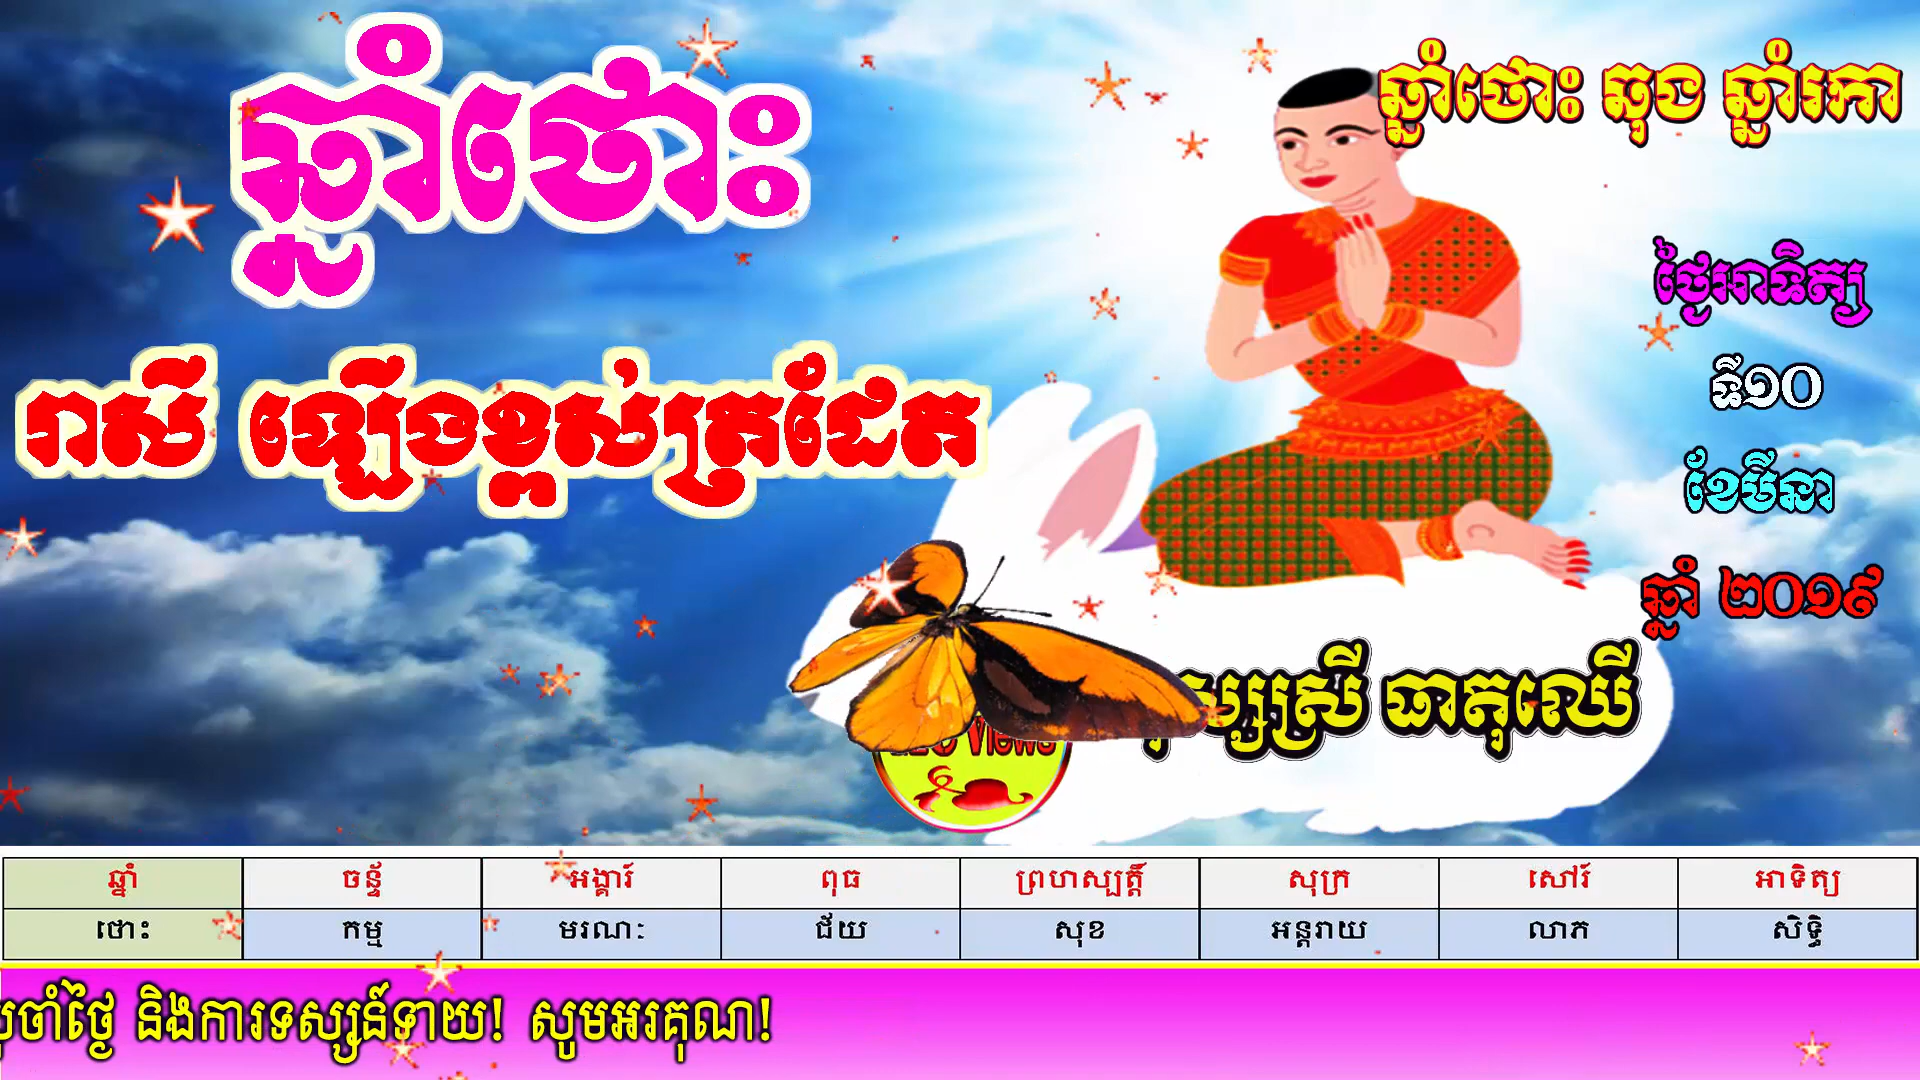 ឆ្នាំថោះ
រាសី ឡើងខ្ពស់ត្រដែត
ឆ្នាំថោះ ឆុង ឆ្នាំរកា
ថ្ងៃអាទិត្យ
ទី១០
ខែមីនា
ឆ្នាំ ២០១៩
ស្សស្រី ធាតុឈើ
Views
ឆ្នាំ ចន្ទ័ អង្គារ៍ ពុធ ព្រហស្បត្តិ៍ សុក្រ សៅរ៍ អាទិត្យ
ថោះ កម្ម មរណៈ ជ័យ សុខ អន្តរាយ លាភ សិទ្ធិ
ចាំថ្ងៃ និងការទស្សន៍ទាយ! សូមអរគុណ!